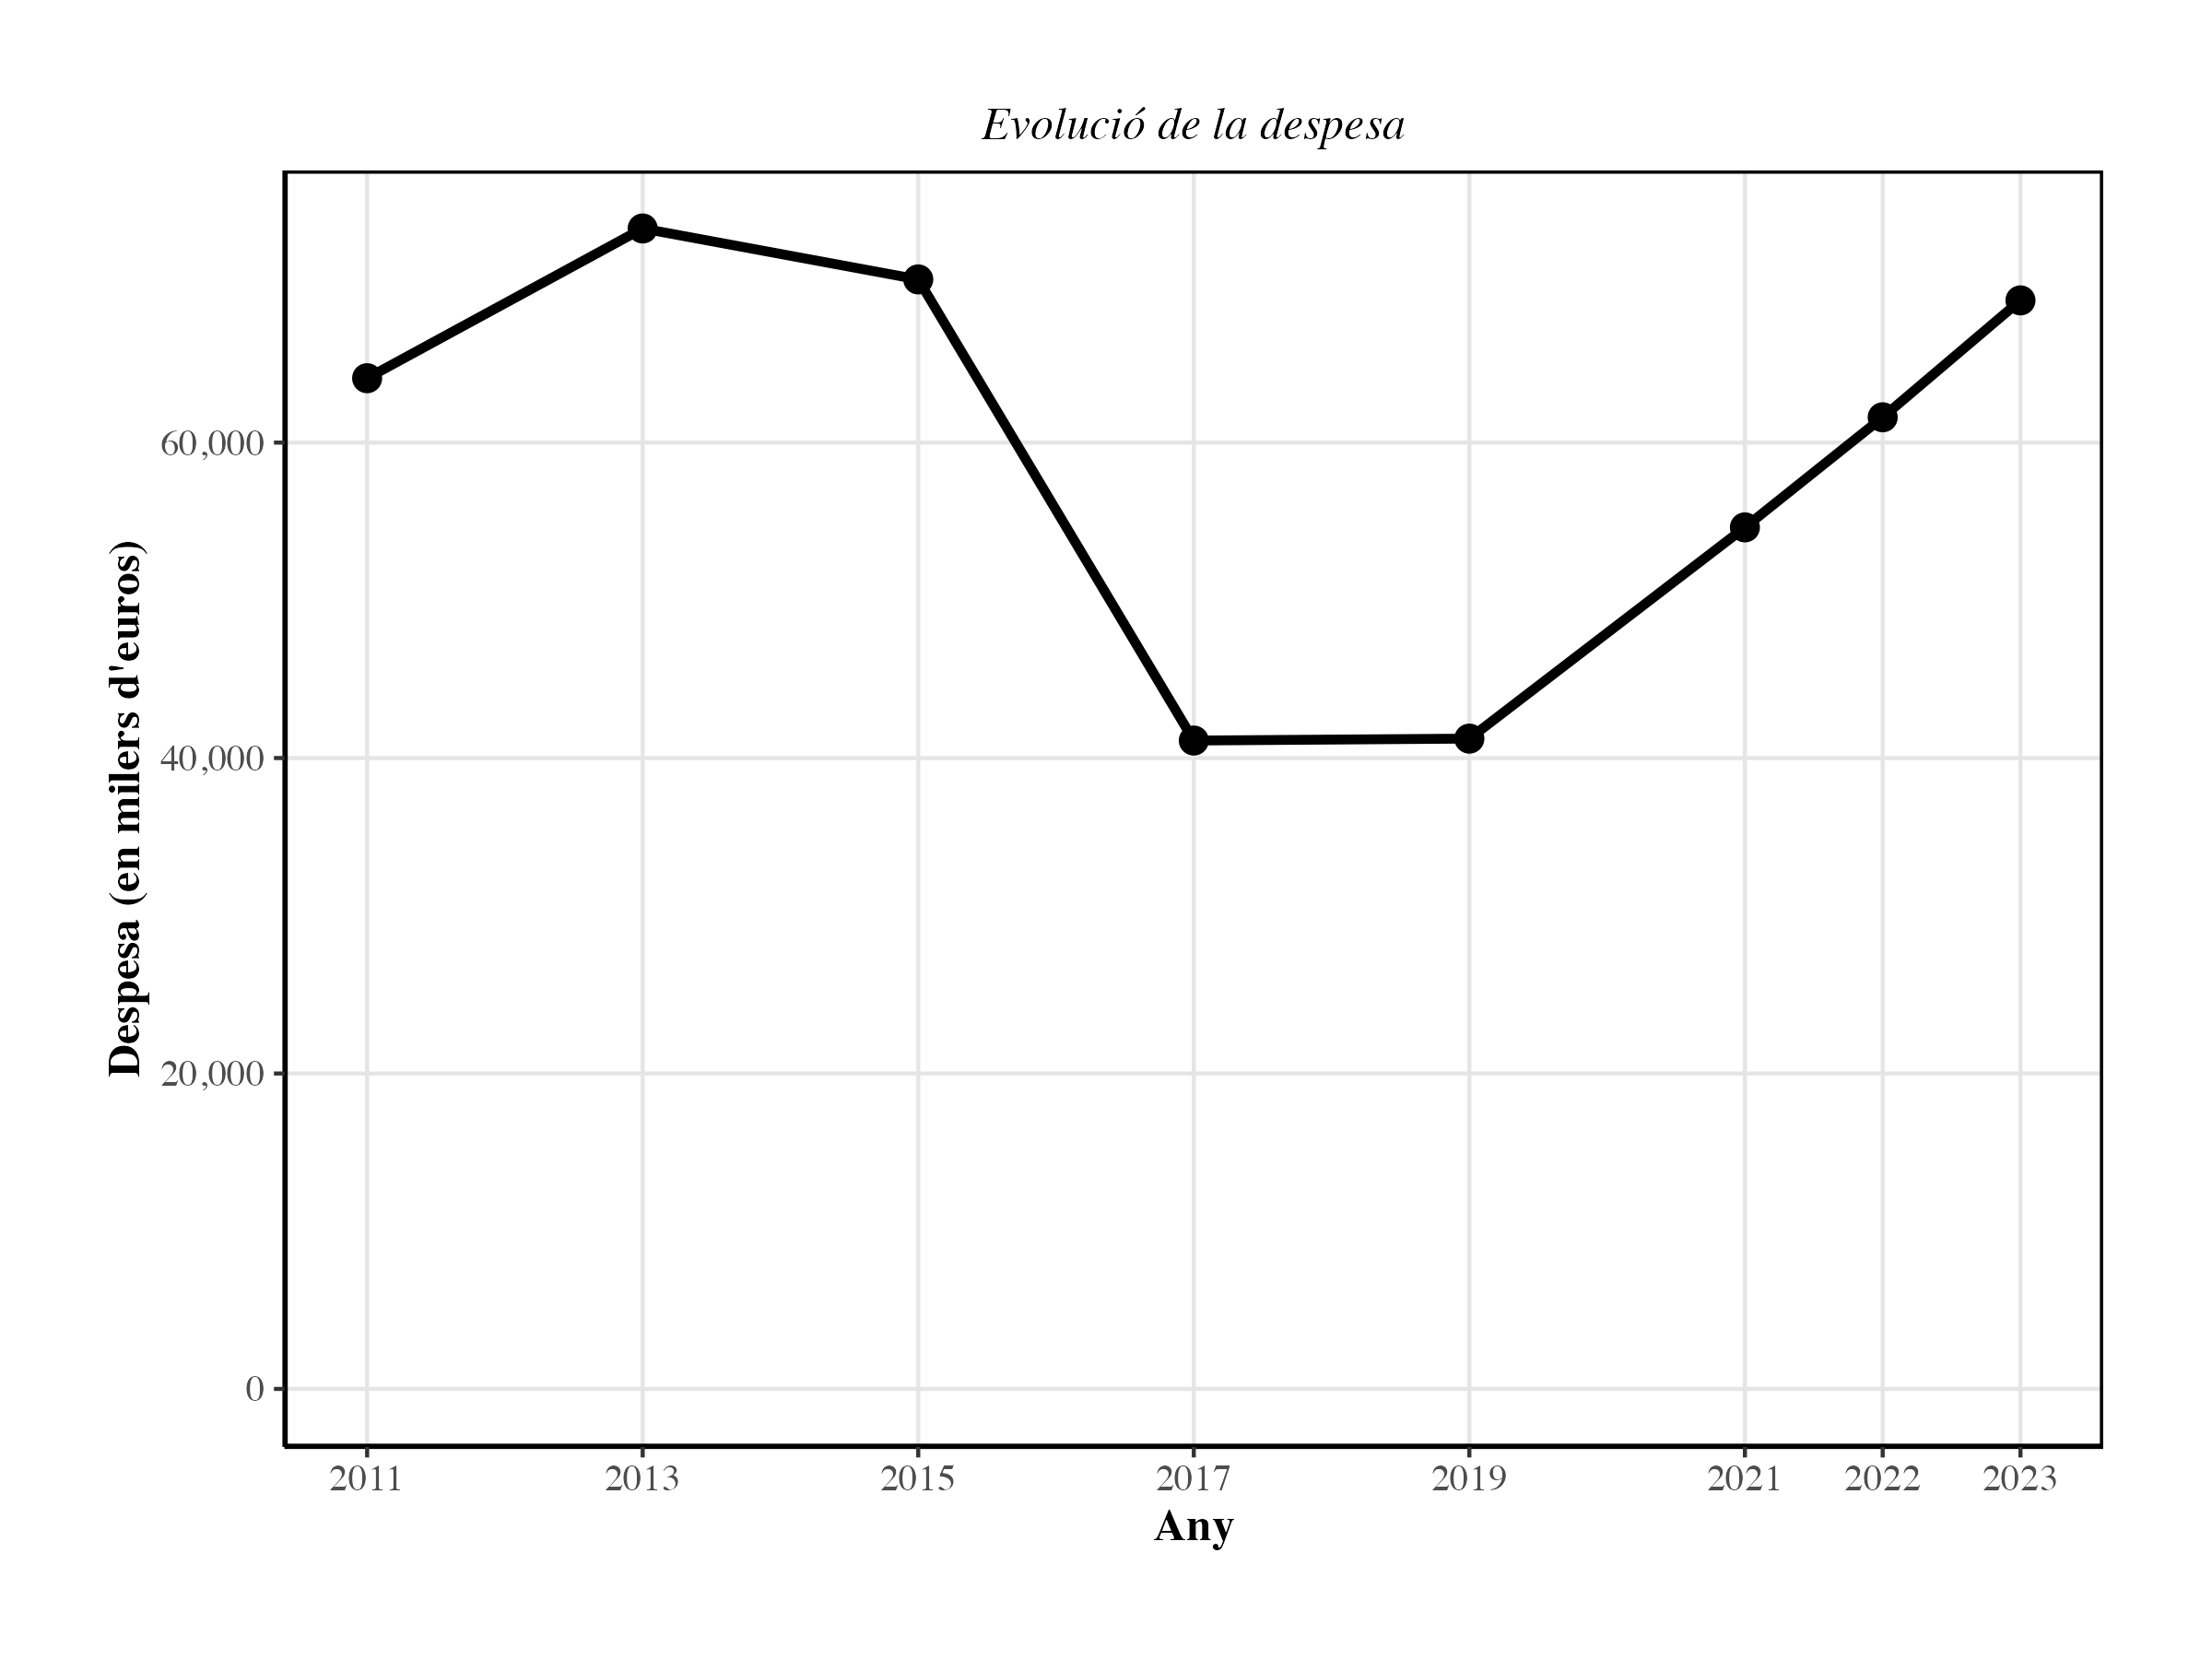 Evolució de la despesa
Despesa (en milers d'euros)
60,000
40,000
20,000
0
2011 2013 2015 2017 2019 2021 2022 2023
Any